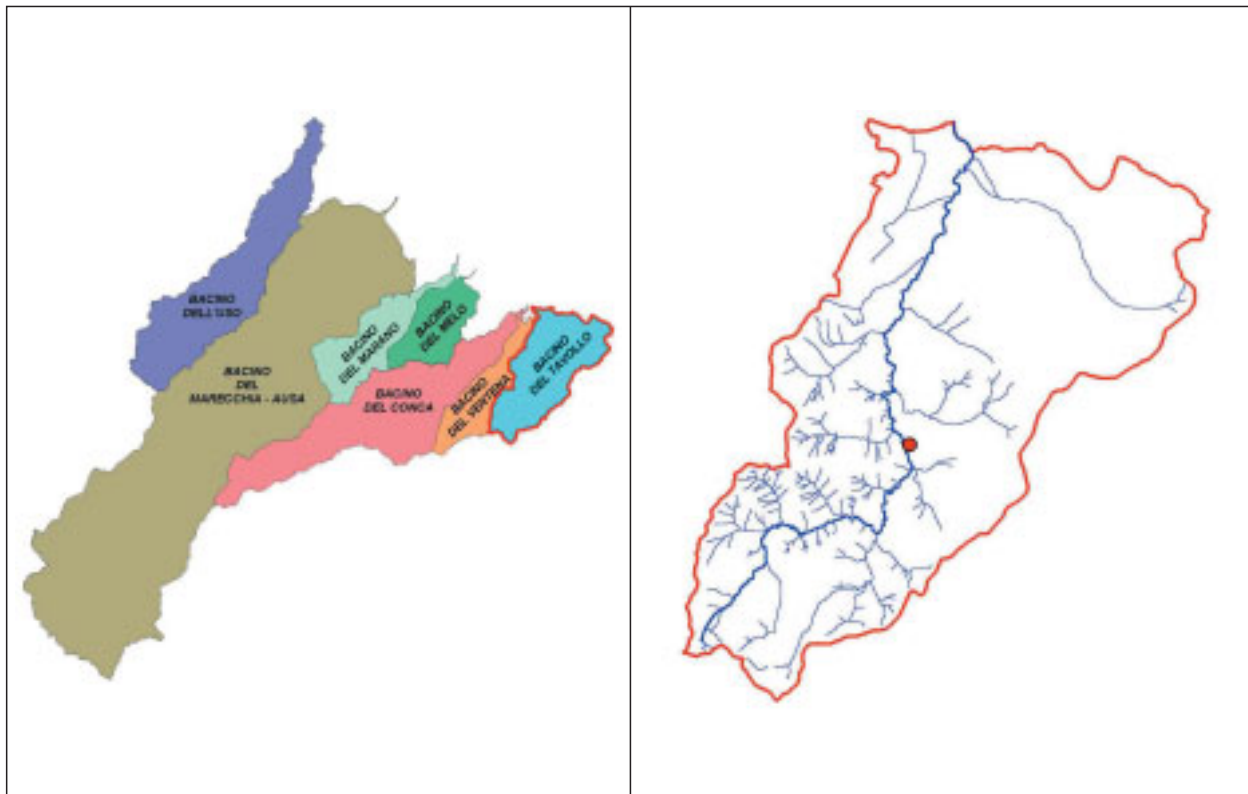 BACINO
DELL'USO
BACINO
DEL
MARECCHIA - AUSA
BACINO
DEL MARANO
BACINO
DEL MELO
BACINO
DEL CONCA
BACINO
DEL VENTENA
BACINO
DEL TAVOLLO